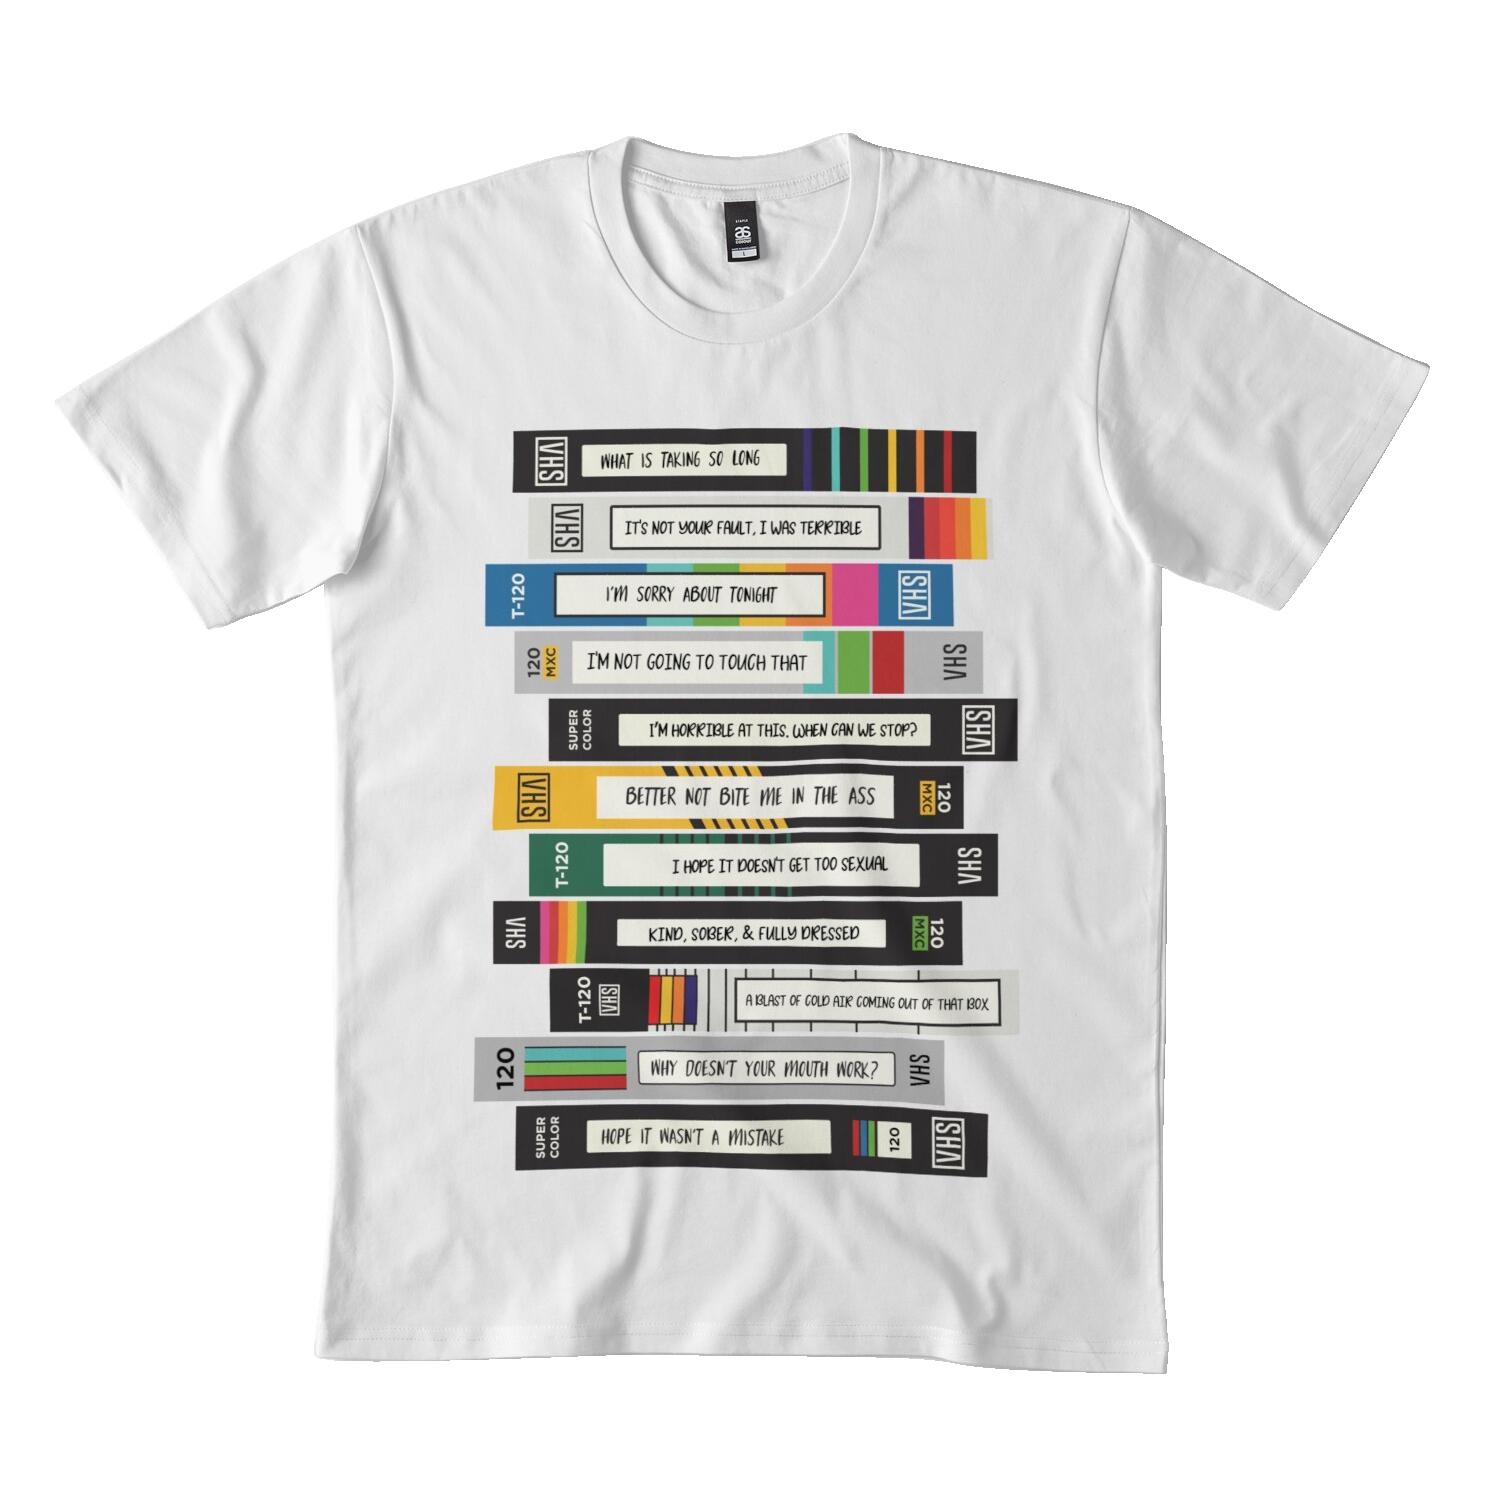 STAPLE
as
COLOUR
L
VHS WHAT IS TAKING SO LONG
VHS IT'S NOT YOUR FAULT, I WAS TERRIBLE
T-120 I'M SORRY ABOUT TONIGHT VHS
120 MXC I'M NOT GOING TO TOUCH THAT VHS
SUPER COLOR I'M HORRIBLE AT THIS. WHEN CAN WE STOP? VHS
VHS BETTER NOT BITE ME IN THE ASS 120 MXC
T-120 I HOPE IT DOESN'T GET TOO SEXUAL VHS
VHS KIND, SOBER, & FULLY DRESSED 120 MXC
T-120 VHS A BLAST OF COLD AIR COMING OUT OF THAT BOX
120 WHY DOESN'T YOUR MOUTH WORK? VHS
SUPER COLOR HOPE IT WASN'T A MISTAKE 120 VHS